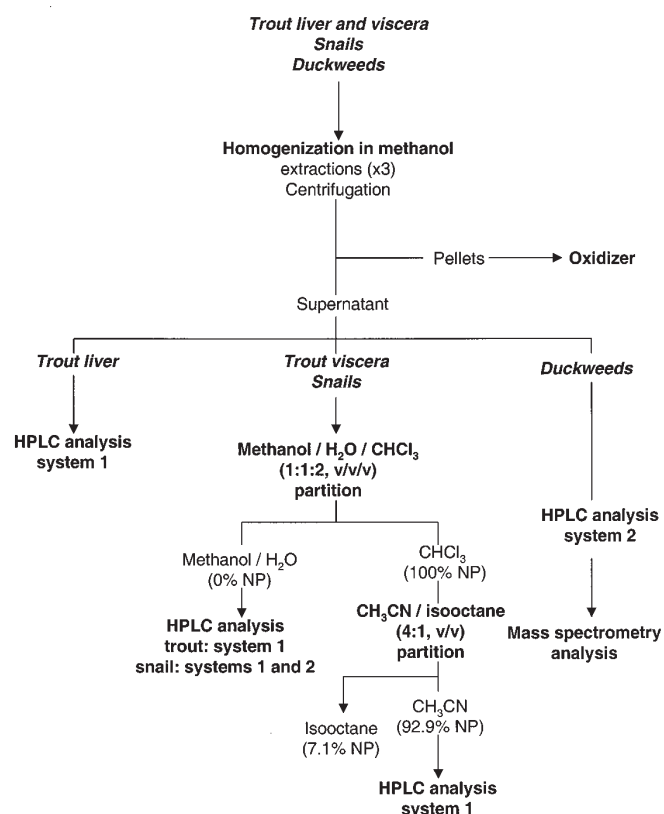 Trout liver and viscera
Snails
Duckweeds
Homogenization in methanol
extractions (x3)
Centrifugation
Pellets
Oxidizer
Supernatant
Trout liver
HPLC analysis
system 1
Trout viscera
Snails
Methanol / H₂O / CHCl₃
(1:1:2, v/v/v)
partition
Methanol / H₂O
(0% NP)
HPLC analysis
trout: system 1
snail: systems 1 and 2
CHCl₃
(100% NP)
CH₃CN / isooctane
(4:1, v/v)
partition
Isooctane
(7.1% NP)
CH₃CN
(92.9% NP)
HPLC analysis
system 1
Duckweeds
HPLC analysis
system 2
Mass spectrometry
analysis